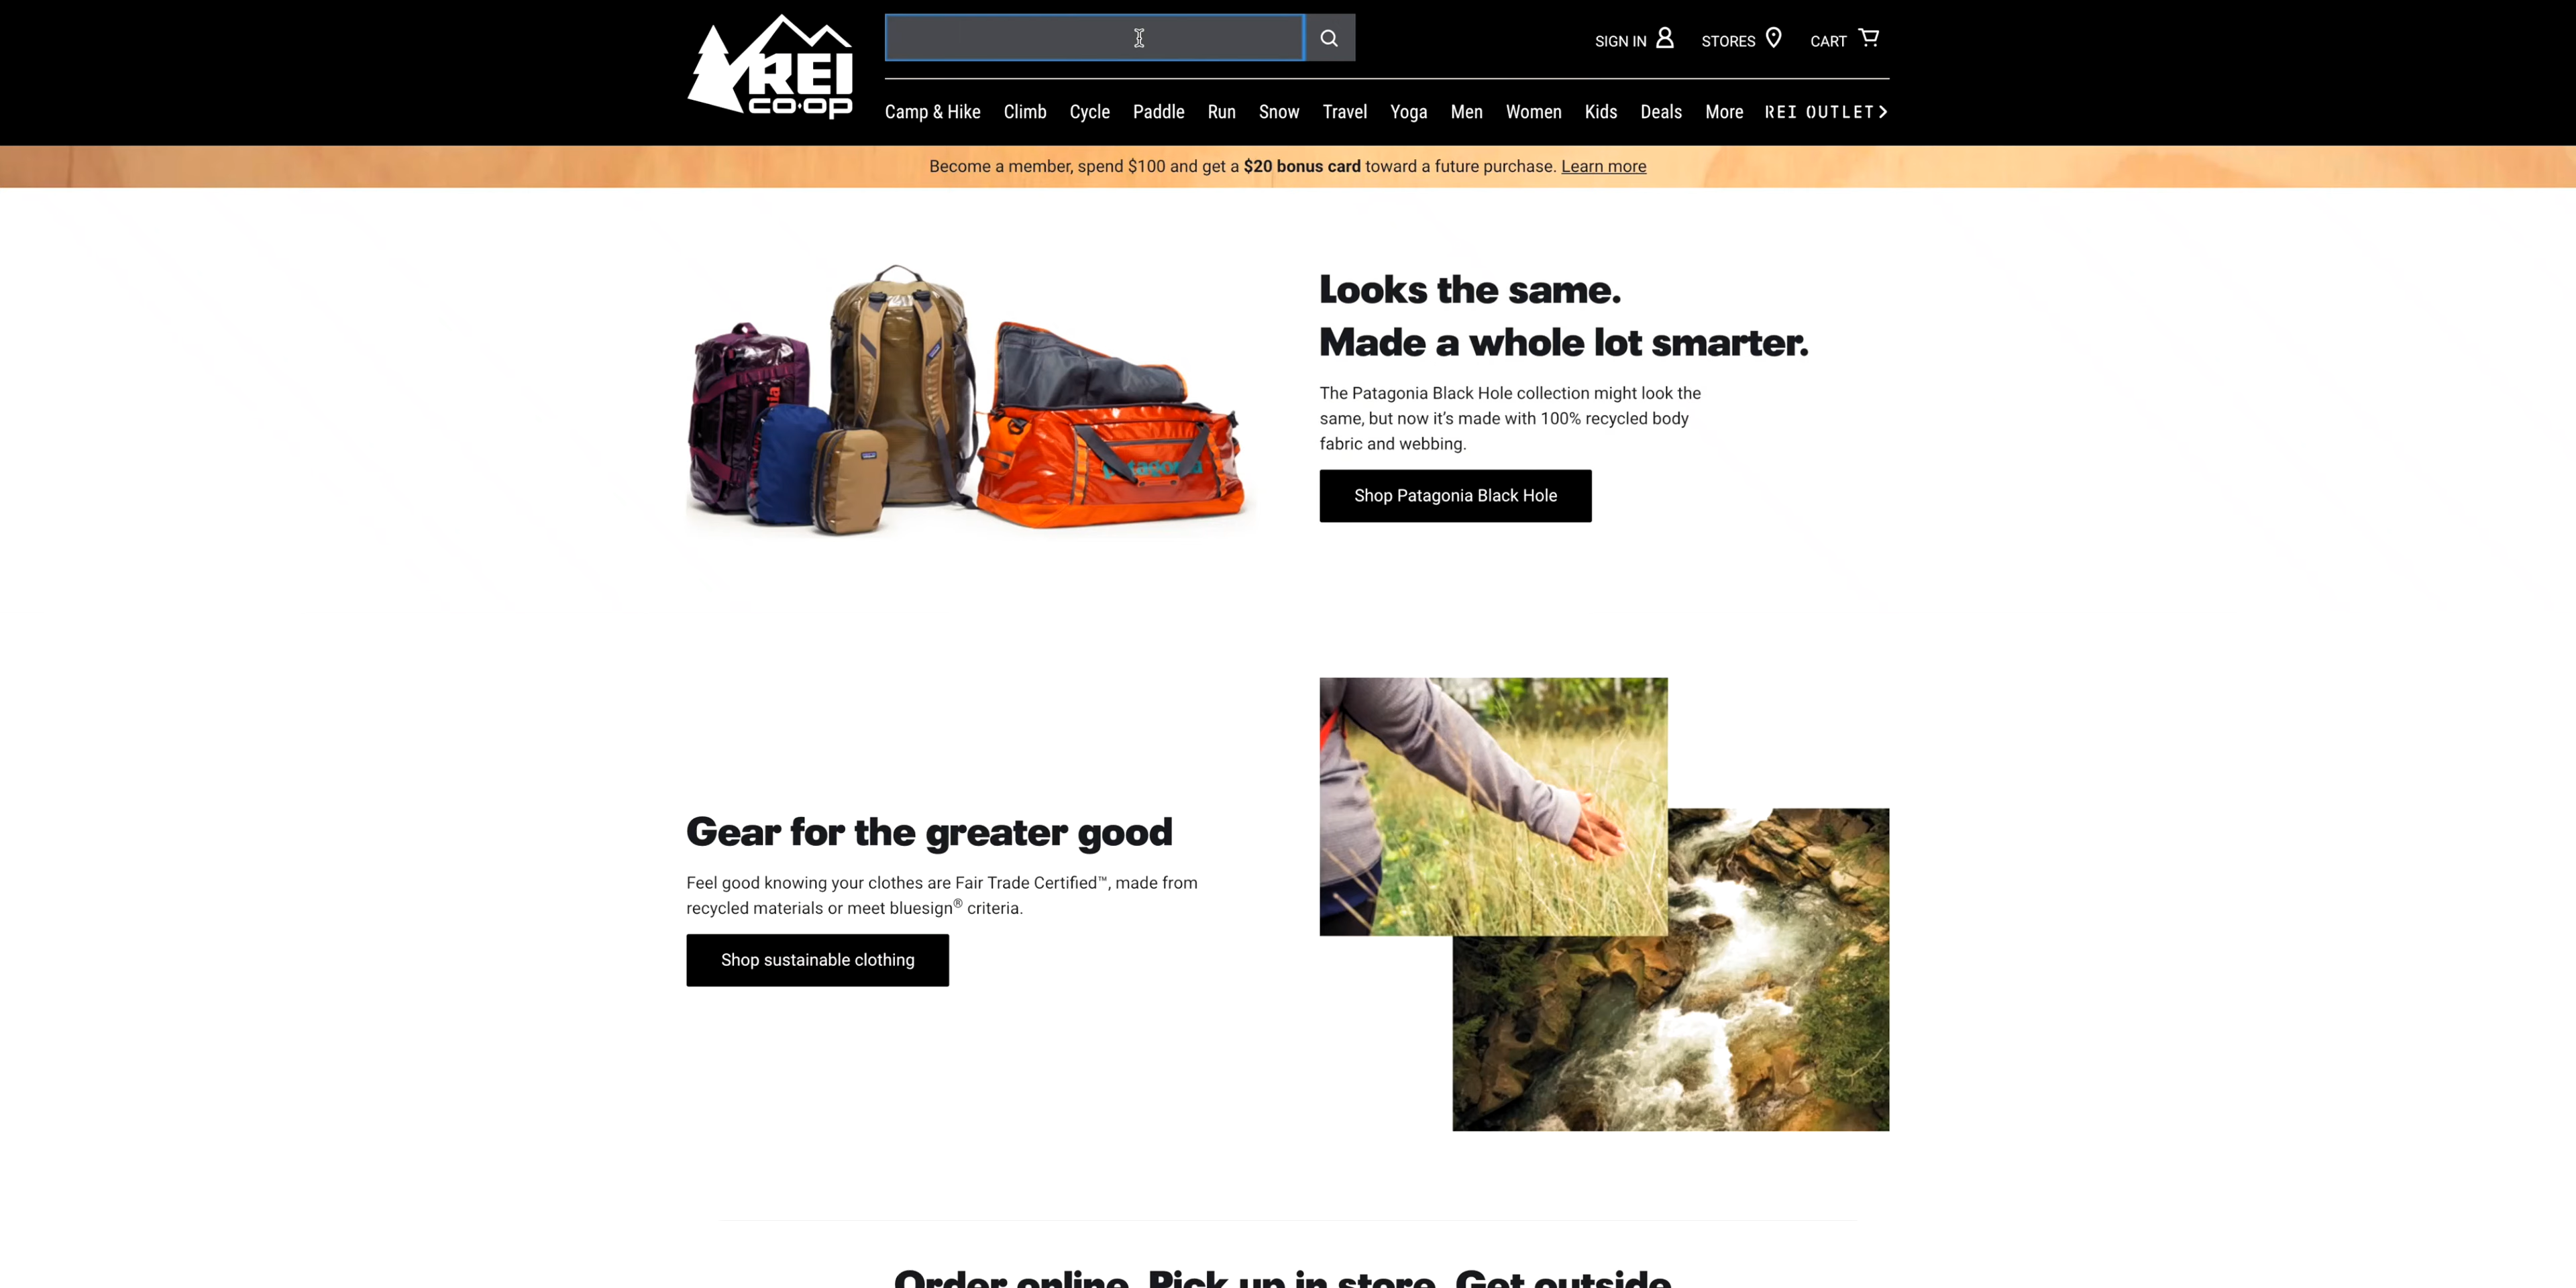 REI
co·op
SIGN IN
STORES
CART
Camp & Hike Climb Cycle Paddle Run Snow Travel Yoga Men Women Kids Deals More REI OUTLET
Become a member, spend $100 and get a $20 bonus card toward a future purchase. Learn more
Looks the same.
Made a whole lot smarter.
The Patagonia Black Hole collection might look the
same, but now it’s made with 100% recycled body
fabric and webbing.
Shop Patagonia Black Hole
patagonia
Gear for the greater good
Feel good knowing your clothes are Fair Trade Certified™, made from
recycled materials or meet bluesign® criteria.
Shop sustainable clothing
Order online. Pick up in store. Get outside.